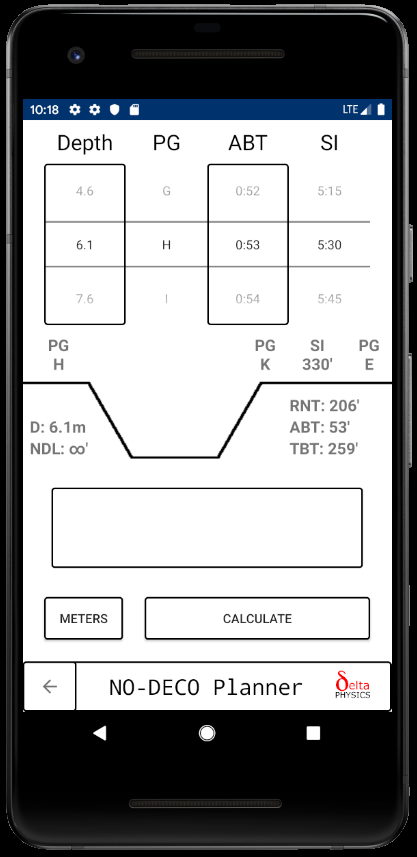 10:18 LTE
Depth PG ABT SI
4.6 G 0:52 5:15
6.1 H 0:53 5:30
7.6 I 0:54 5:45
PG PG SI PG
H K 330' E
RNT: 206'
D: 6.1m ABT: 53'
NDL: ∞' TBT: 259'
METERS CALCULATE
NO-DECO Planner δelta
PHYSICS